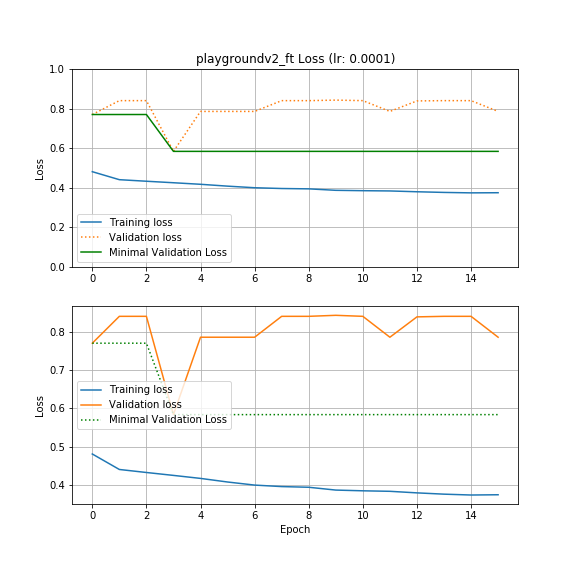 playgroundv2_ft Loss (lr: 0.0001)
1.0
0.8
0.6
0.4
0.2
0.0
Loss
Training loss
Validation loss
Minimal Validation Loss
0 2 4 6 8 10 12 14
0.8
0.7
0.6
0.5
0.4
Loss
Training loss
Validation loss
Minimal Validation Loss
0 2 4 6 8 10 12 14
Epoch